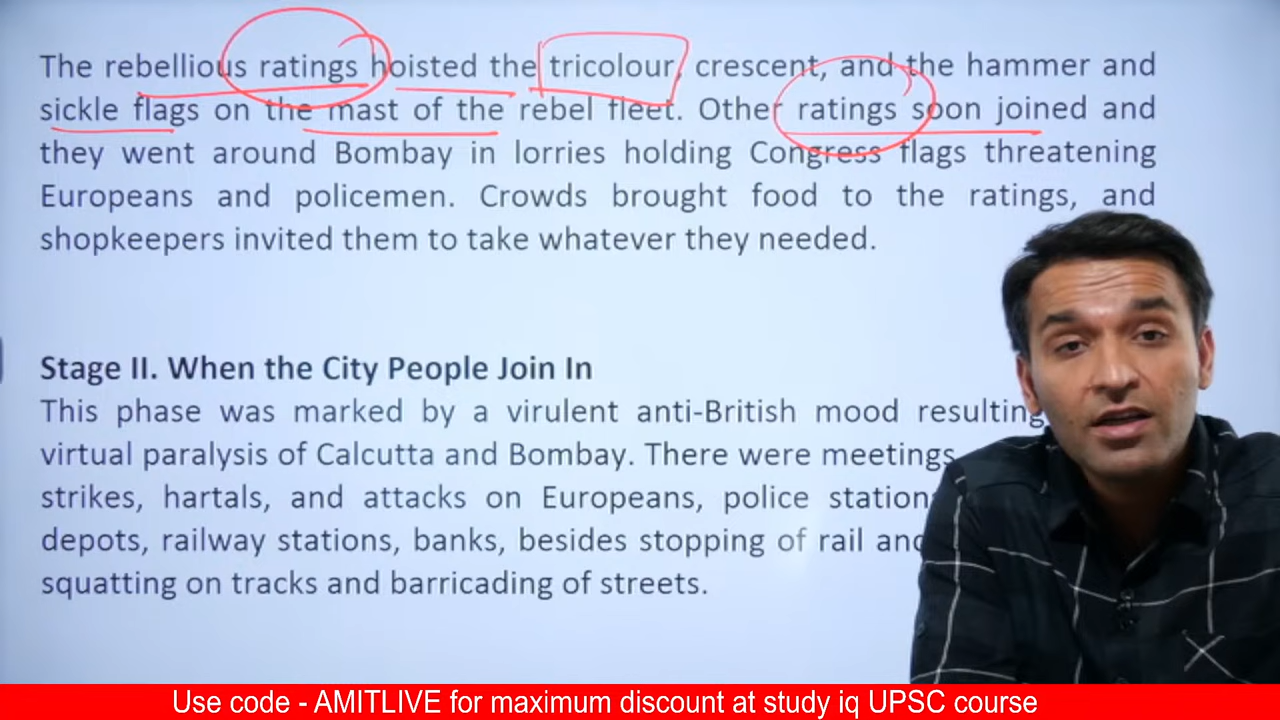 The rebellious ratings hoisted the tricolour, crescent, and the hammer and
sickle flags on the mast of the rebel fleet. Other ratings soon joined and
they went around Bombay in lorries holding Congress flags threatening
Europeans and policemen. Crowds brought food to the ratings, and
shopkeepers invited them to take whatever they needed.
Stage II. When the City People Join In
This phase was marked by a virulent anti-British mood resulting
virtual paralysis of Calcutta and Bombay. There were meetings
strikes, hartals, and attacks on Europeans, police station
depots, railway stations, banks, besides stopping of rail and
squatting on tracks and barricading of streets.
Use code - AMITLIVE for maximum discount at study iq UPSC course